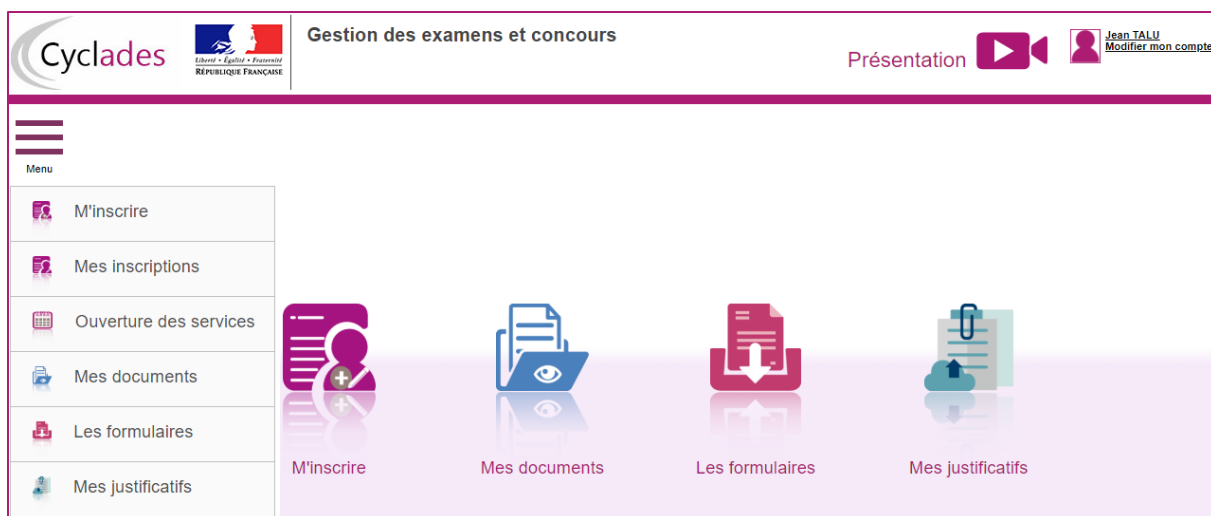 Cyclades
Liberté • Égalité • Fraternité
RÉPUBLIQUE FRANÇAISE
Gestion des examens et concours
Présentation
Jean TALU
Modifier mon compte
Menu
M'inscrire
Mes inscriptions
Ouverture des services
Mes documents
Les formulaires
Mes justificatifs
M'inscrire
Mes documents
Les formulaires
Mes justificatifs